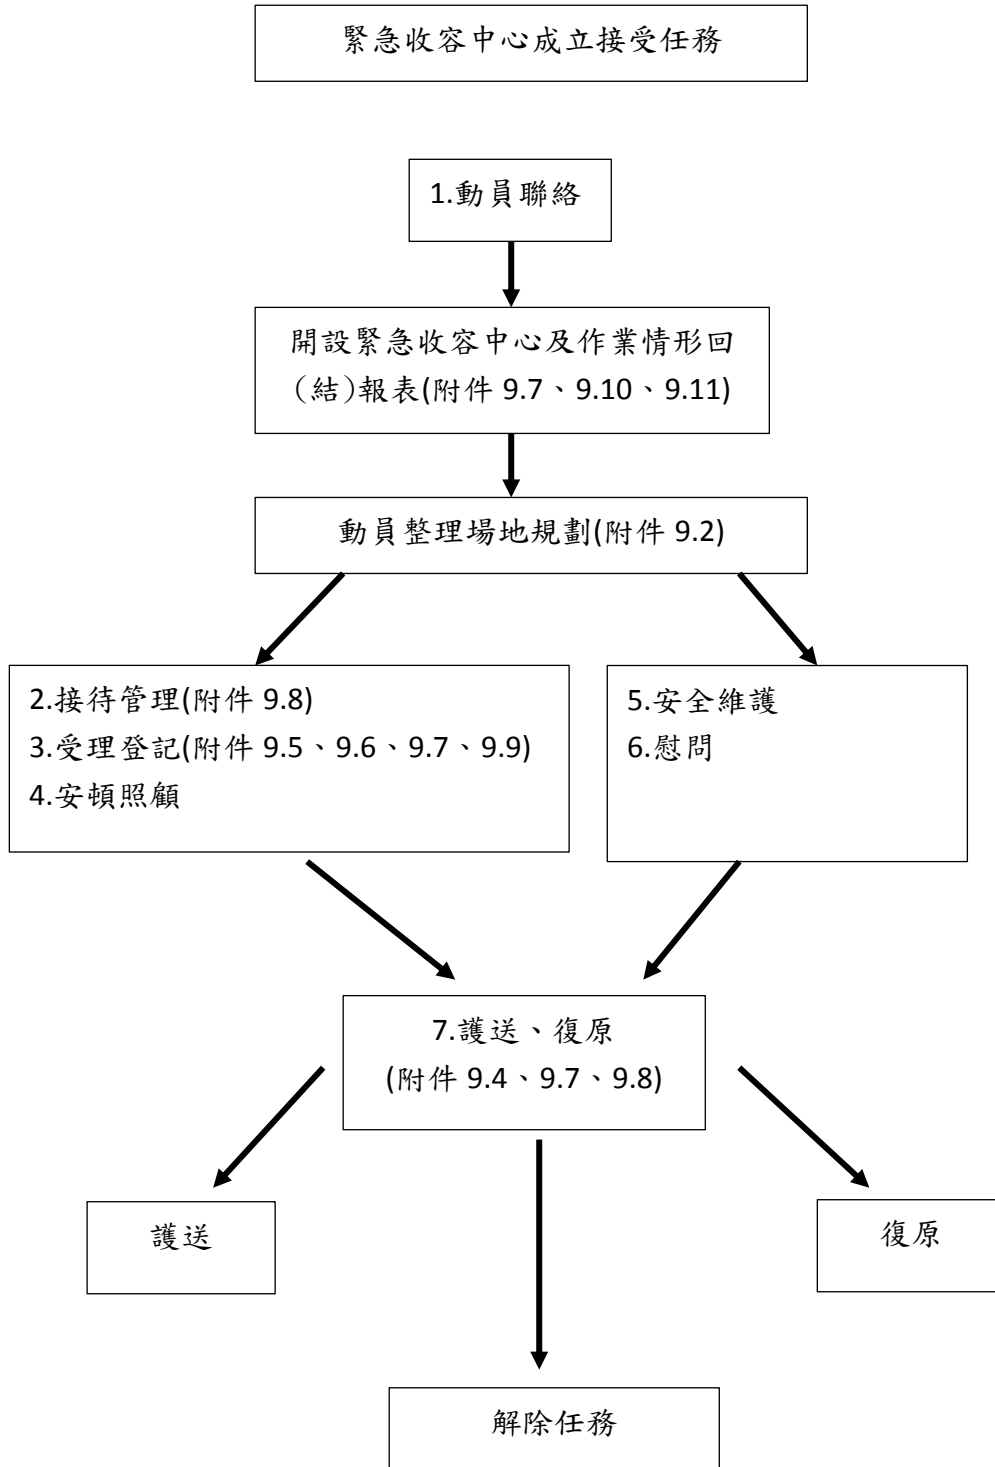 緊急收容中心成立接受任務
1.動員聯絡
開設緊急收容中心及作業情形回
(結)報表(附件 9.7、9.10、9.11)
動員整理場地規劃(附件 9.2)
2.接待管理(附件 9.8)
3.受理登記(附件 9.5、9.6、9.7、9.9)
4.安頓照顧
5.安全維護
6.慰問
7.護送、復原
(附件 9.4、9.7、9.8)
護送
復原
解除任務